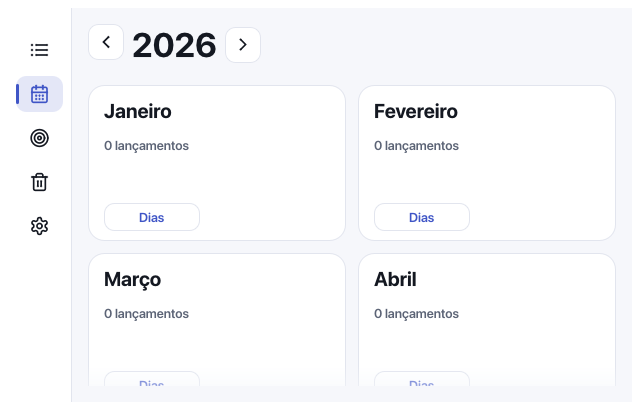 2026
Janeiro
0 lançamentos
Dias
Fevereiro
0 lançamentos
Dias
Março
0 lançamentos
Dias
Abril
0 lançamentos
Dias